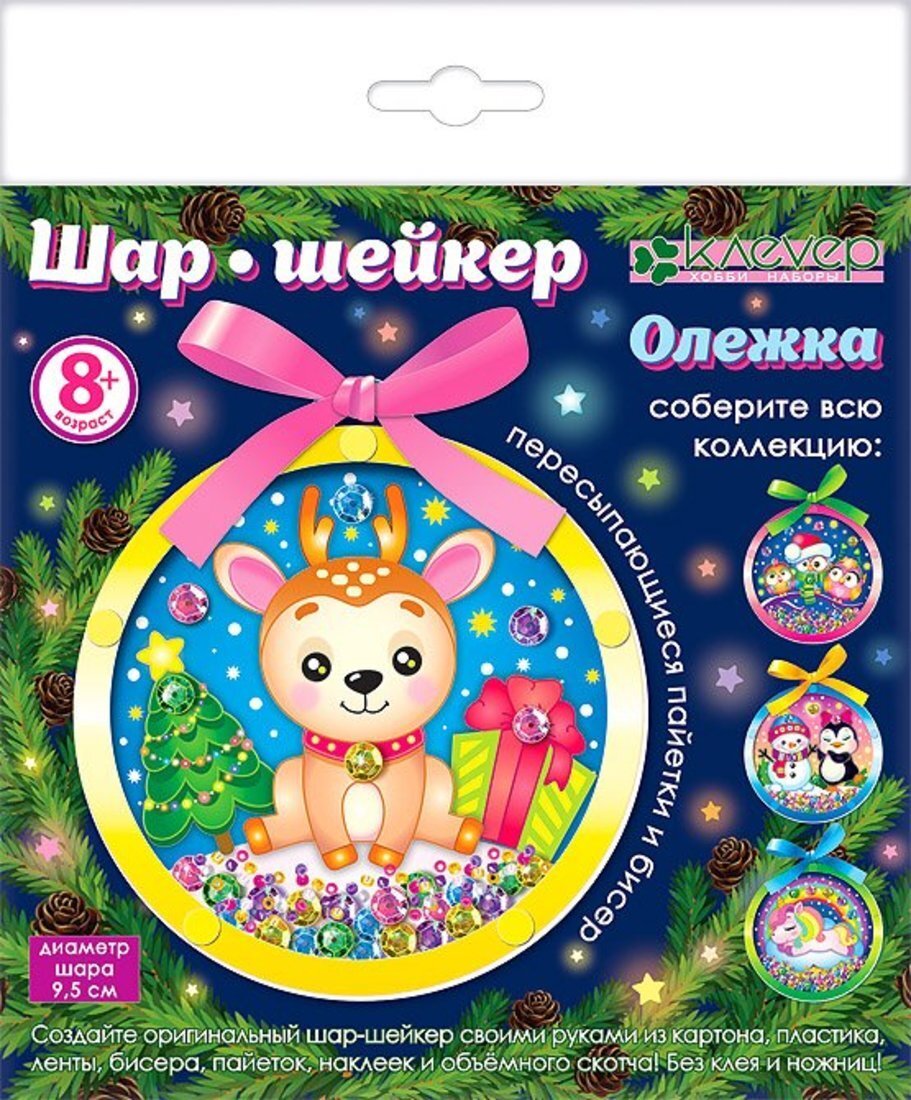 Шар • шейкер
Клевер
ХОББИ НАБОРЫ
8+
возраст
Олежка
соберите всю
коллекцию:
пересыпающиеся пайетки и бисер
диаметр
шара
9,5 см
Создайте оригинальный шар-шейкер своими руками из картона, пластика,
ленты, бисера, пайеток, наклеек и объёмного скотча! Без клея и ножниц!